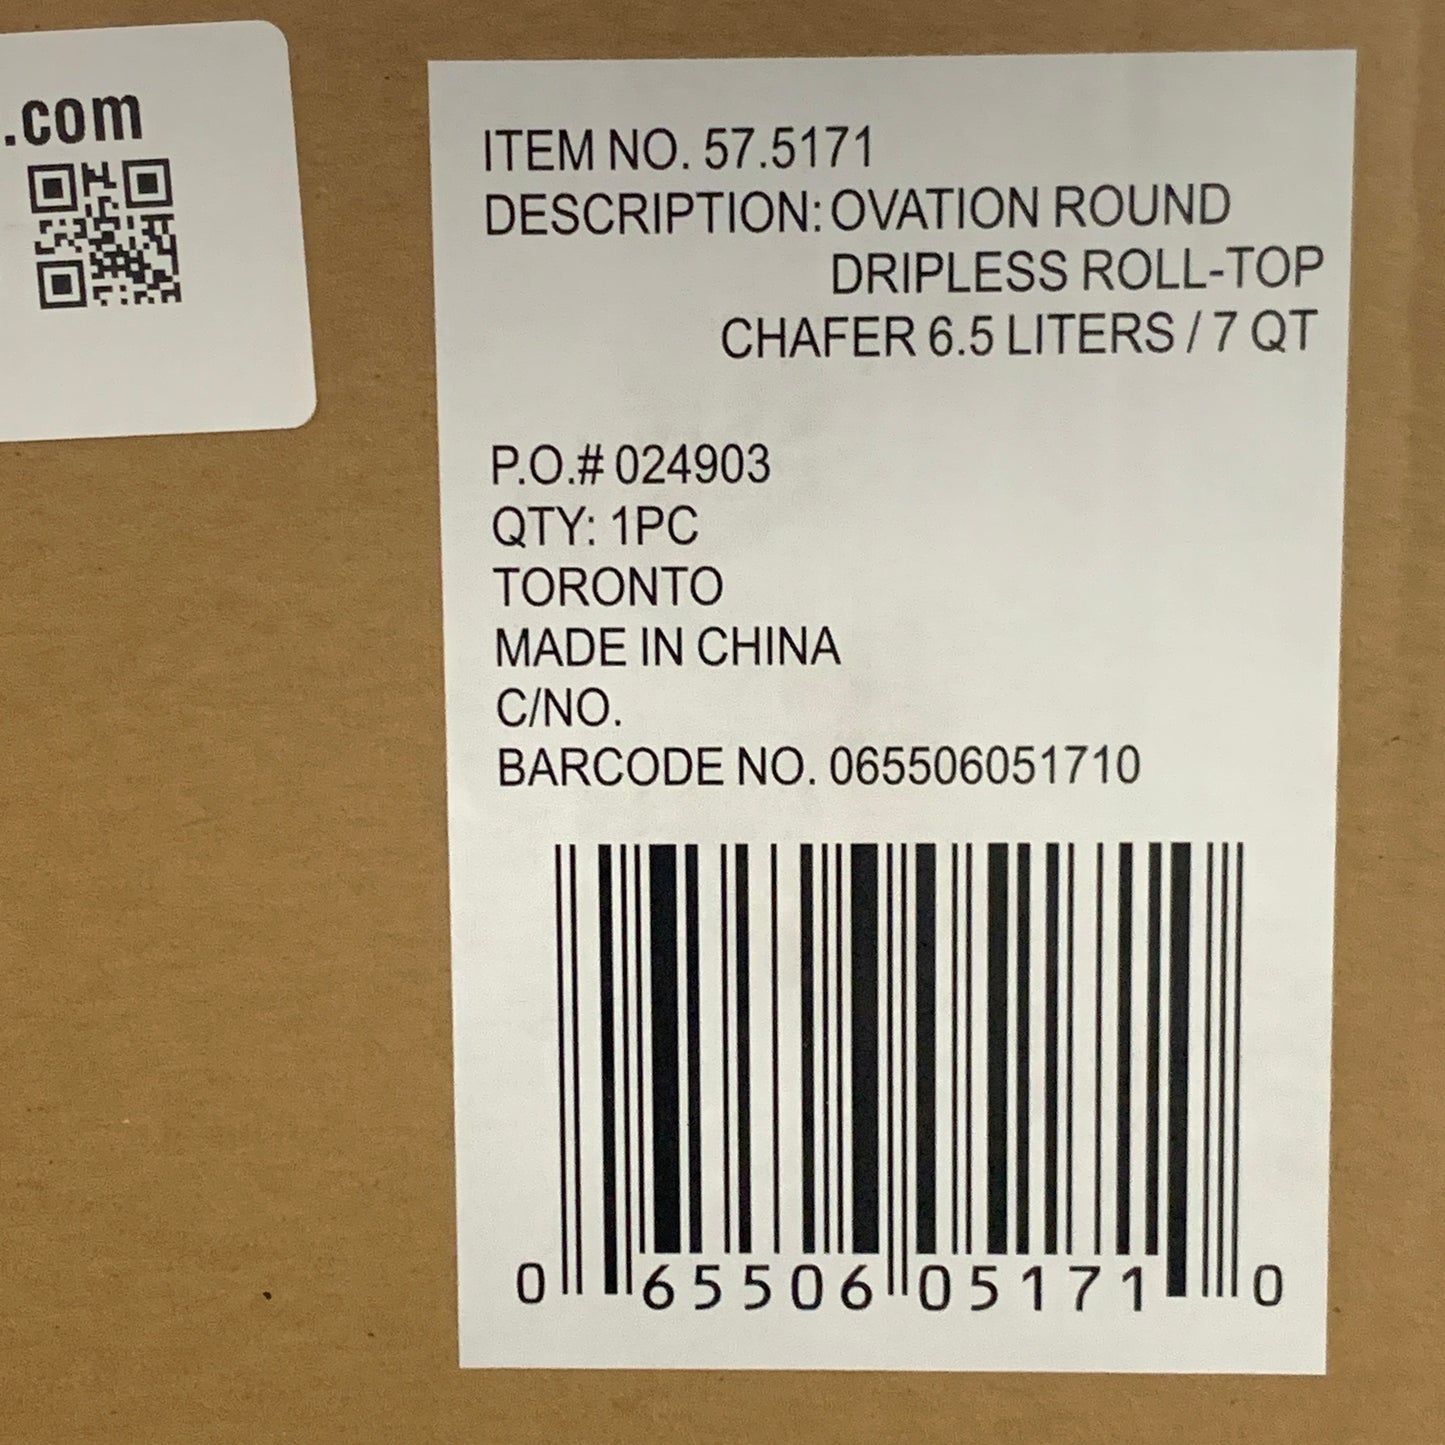 .com
ITEM NO. 57.5171
DESCRIPTION: OVATION ROUND
DRIPLESS ROLL-TOP
CHAFER 6.5 LITERS / 7 QT
P.O.# 024903
QTY: 1PC
TORONTO
MADE IN CHINA
C/NO.
BARCODE NO. 065506051710
0 65506 05171 0